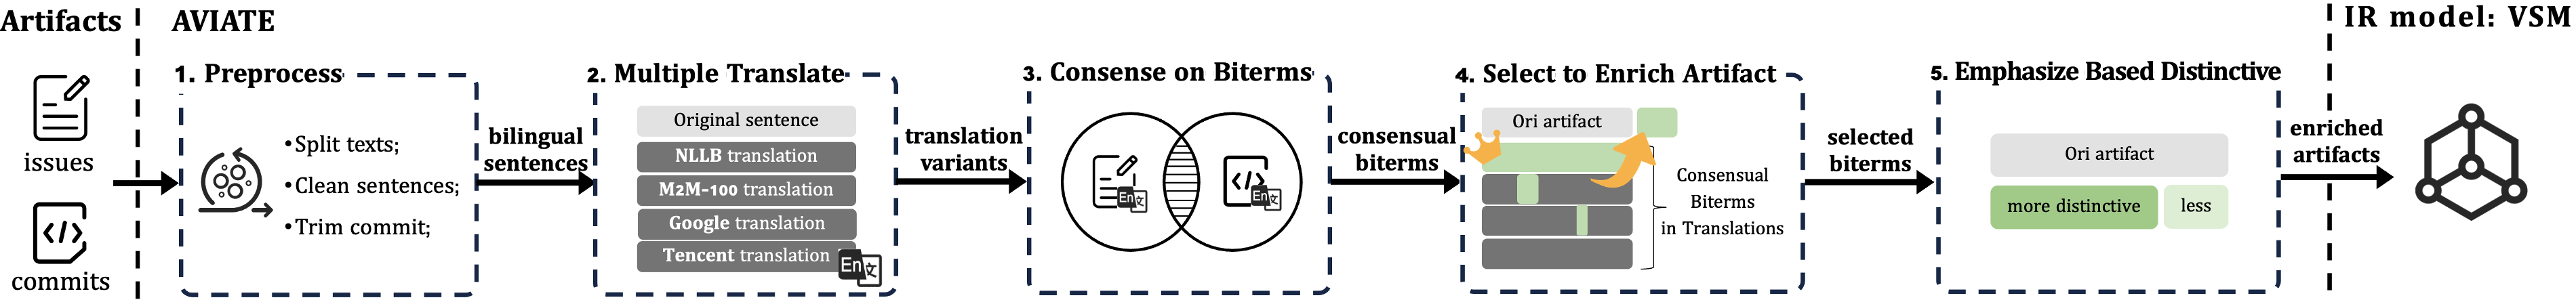 Artifacts
issues
commits
AVIATE
1. Preprocess
•Split texts;
•Clean sentences;
•Trim commit;
bilingual
sentences
2. Multiple Translate
Original sentence
NLLB translation
M2M-100 translation
Google translation
Tencent translation
En 文
translation
variants
3. Consense on Biterms
En 文
</>
En 文
consensual
biterms
4. Select to Enrich Artifact
Ori artifact
Consensual
Biterms
in Translations
selected
biterms
5. Emphasize Based Distinctive
Ori artifact
more distinctive
less
enriched
artifacts
IR model: VSM